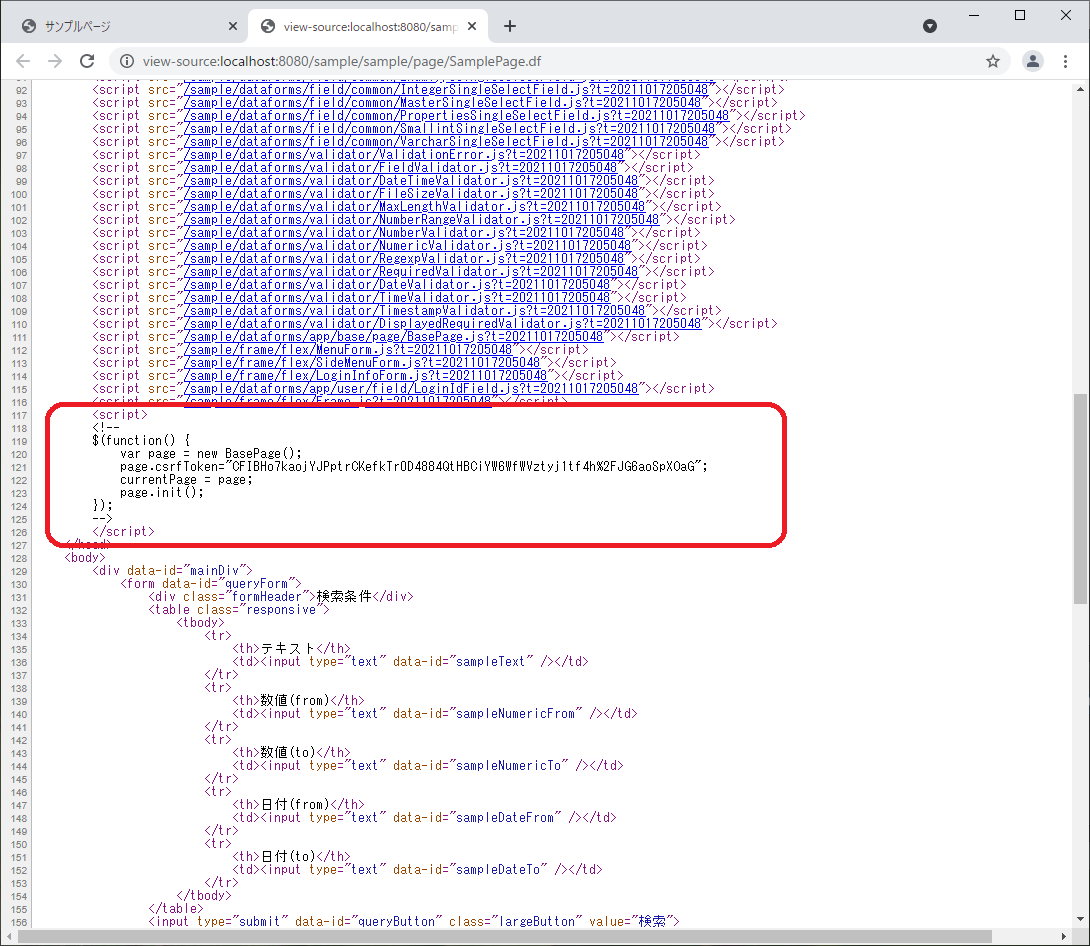 サンプルページ
view-source:localhost:8080/samp
view-source:localhost:8080/sample/sample/page/SamplePage.df
92 <script src="/sample/dataforms/field/common/IntegerSingleSelectField.js?t=20211017205048"></script>
93 <script src="/sample/dataforms/field/common/MasterSingleSelectField.js?t=20211017205048"></script>
94 <script src="/sample/dataforms/field/common/PropertiesSingleSelectField.js?t=20211017205048"></script>
95 <script src="/sample/dataforms/field/common/SmallintSingleSelectField.js?t=20211017205048"></script>
96 <script src="/sample/dataforms/field/common/VarcharSingleSelectField.js?t=20211017205048"></script>
97 <script src="/sample/dataforms/validator/ValidationError.js?t=20211017205048"></script>
98 <script src="/sample/dataforms/validator/FieldValidator.js?t=20211017205048"></script>
99 <script src="/sample/dataforms/validator/DateTimeValidator.js?t=20211017205048"></script>
100 <script src="/sample/dataforms/validator/FileSizeValidator.js?t=20211017205048"></script>
101 <script src="/sample/dataforms/validator/MaxLengthValidator.js?t=20211017205048"></script>
102 <script src="/sample/dataforms/validator/NumberRangeValidator.js?t=20211017205048"></script>
103 <script src="/sample/dataforms/validator/NumberValidator.js?t=20211017205048"></script>
104 <script src="/sample/dataforms/validator/NumericValidator.js?t=20211017205048"></script>
105 <script src="/sample/dataforms/validator/RegexpValidator.js?t=20211017205048"></script>
106 <script src="/sample/dataforms/validator/RequiredValidator.js?t=20211017205048"></script>
107 <script src="/sample/dataforms/validator/DateValidator.js?t=20211017205048"></script>
108 <script src="/sample/dataforms/validator/TimeValidator.js?t=20211017205048"></script>
109 <script src="/sample/dataforms/validator/TimestampValidator.js?t=20211017205048"></script>
110 <script src="/sample/dataforms/validator/DisplayedRequiredValidator.js?t=20211017205048"></script>
111 <script src="/sample/dataforms/app/base/page/BasePage.js?t=20211017205048"></script>
112 <script src="/sample/frame/flex/MenuForm.js?t=20211017205048"></script>
113 <script src="/sample/frame/flex/SideMenuForm.js?t=20211017205048"></script>
114 <script src="/sample/frame/flex/LoginInfoForm.js?t=20211017205048"></script>
115 <script src="/sample/dataforms/app/user/field/LoginIdField.js?t=20211017205048"></script>
116 <script src="/sample/frame/flex/Frame.js?t=20211017205048"></script>
117 <script>
118 <!--
119 $(function() {
120 var page = new BasePage();
121 page.csrfToken="CFIBHo7kaojYJPptrCKefkTrOD4884QtHBCiYW6WfWVztyj1tf4h%2FJG6aoSpXOaG";
122 currentPage = page;
123 page.init();
124 });
125 -->
126 </script>
127 </head>
128 <body>
129 <div data-id="mainDiv">
130 <form data-id="queryForm">
131 <div class="formHeader">検索条件</div>
132 <table class="responsive">
133 <tbody>
134 <tr>
135 <th>テキスト</th>
136 <td><input type="text" data-id="sampleText" /></td>
137 </tr>
138 <tr>
139 <th>数値(from)</th>
140 <td><input type="text" data-id="sampleNumericFrom" /></td>
141 </tr>
142 <tr>
143 <th>数値(to)</th>
144 <td><input type="text" data-id="sampleNumericTo" /></td>
145 </tr>
146 <tr>
147 <th>日付(from)</th>
148 <td><input type="text" data-id="sampleDateFrom" /></td>
149 </tr>
150 <tr>
151 <th>日付(to)</th>
152 <td><input type="text" data-id="sampleDateTo" /></td>
153 </tr>
154 </tbody>
155 </table>
156 <input type="submit" data-id="queryButton" class="largeButton" value="検索">